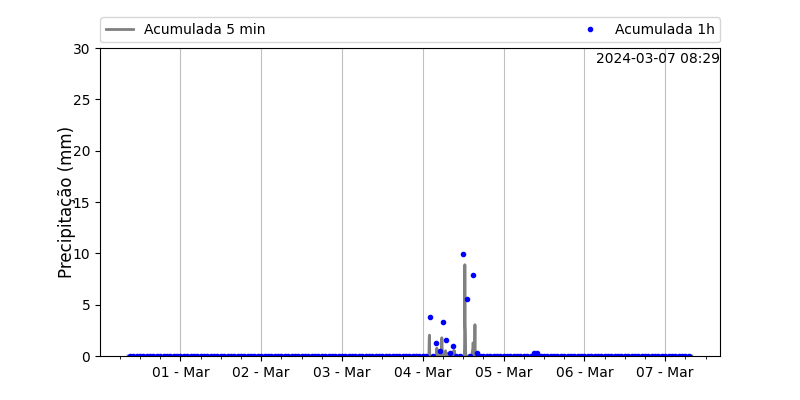 Acumulada 5 min
Acumulada 1h
2024-03-07 08:29
Precipitação (mm)
30
25
20
15
10
5
0
01 - Mar
02 - Mar
03 - Mar
04 - Mar
05 - Mar
06 - Mar
07 - Mar